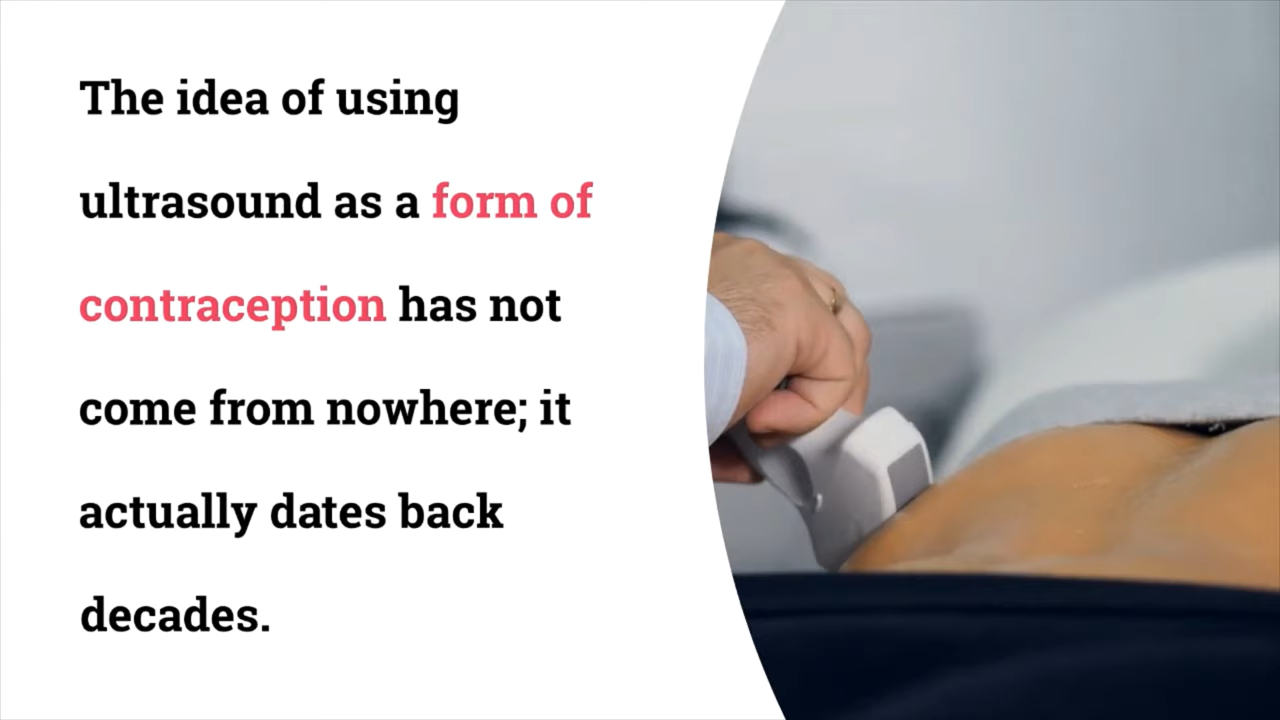 The idea of using
ultrasound as a form of
contraception has not
come from nowhere; it
actually dates back
decades.